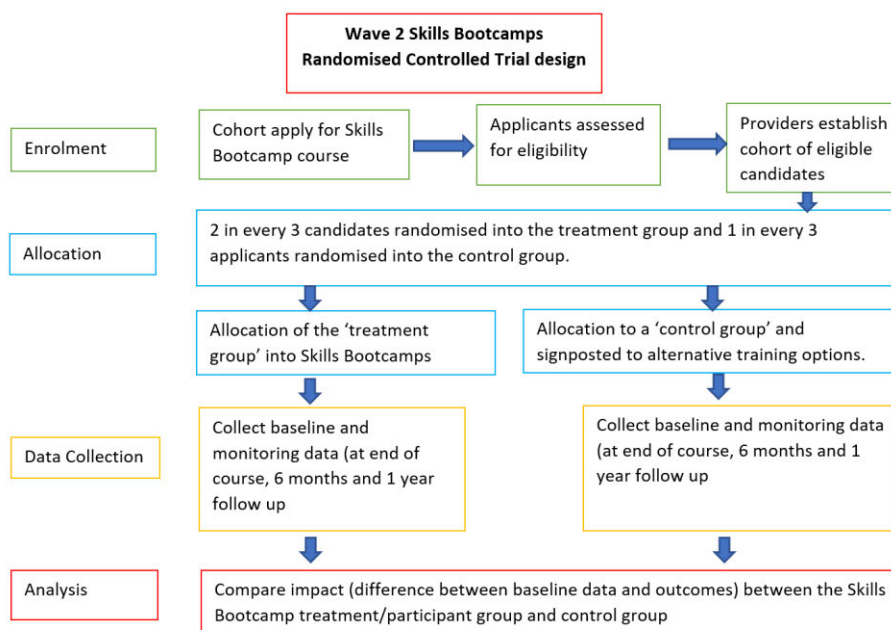 Wave 2 Skills Bootcamps
Randomised Controlled Trial design
Enrolment
Cohort apply for Skills
Bootcamp course
Applicants assessed
for eligibility
Providers establish
cohort of eligible
candidates
Allocation
2 in every 3 candidates randomised into the treatment group and 1 in every 3
applicants randomised into the control group.
Allocation of the ‘treatment
group’ into Skills Bootcamps
Allocation to a ‘control group’ and
signposted to alternative training options.
Data Collection
Collect baseline and
monitoring data (at end of
course, 6 months and 1 year
follow up
Collect baseline and monitoring data
(at end of course, 6 months and 1
year follow up
Analysis
Compare impact (difference between baseline data and outcomes) between the Skills
Bootcamp treatment/participant group and control group